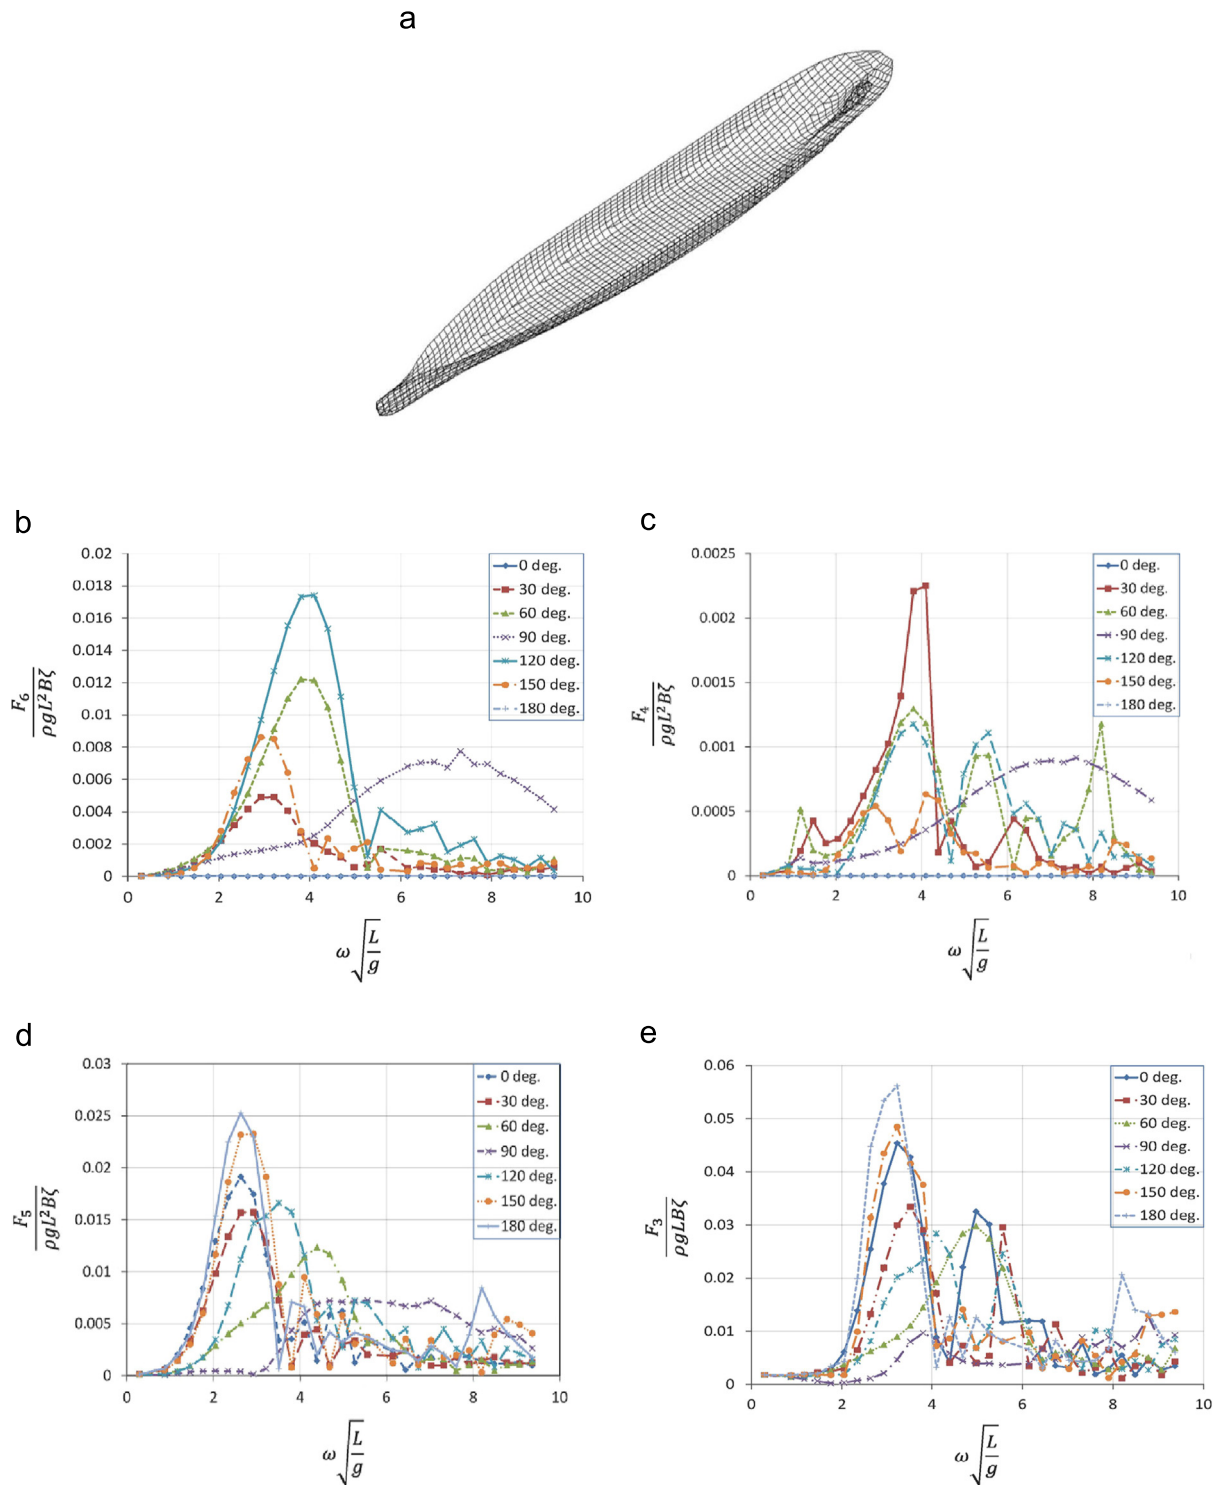 a
b
0.02
0.018
0.016
0.014
0.012
0.01
0.008
0.006
0.004
0.002
0
0 2 4 6 8 10
F₆
ρgL²Bζ
ω √ L
g
0 deg.
30 deg.
60 deg.
90 deg.
120 deg.
150 deg.
180 deg.
c
0.0025
0.002
0.0015
0.001
0.0005
0
0 2 4 6 8 10
F₄
ρgL²Bζ
ω √ L
g
0 deg.
30 deg.
60 deg.
90 deg.
120 deg.
150 deg.
180 deg.
d
0.03
0.025
0.02
0.015
0.01
0.005
0
0 2 4 6 8 10
F₅
ρgL²Bζ
ω √ L
g
0 deg.
30 deg.
60 deg.
90 deg.
120 deg.
150 deg.
180 deg.
e
0.06
0.05
0.04
0.03
0.02
0.01
0
0 2 4 6 8 10
F₃
ρgLBζ
ω √ L
g
0 deg.
30 deg.
60 deg.
90 deg.
120 deg.
150 deg.
180 deg.